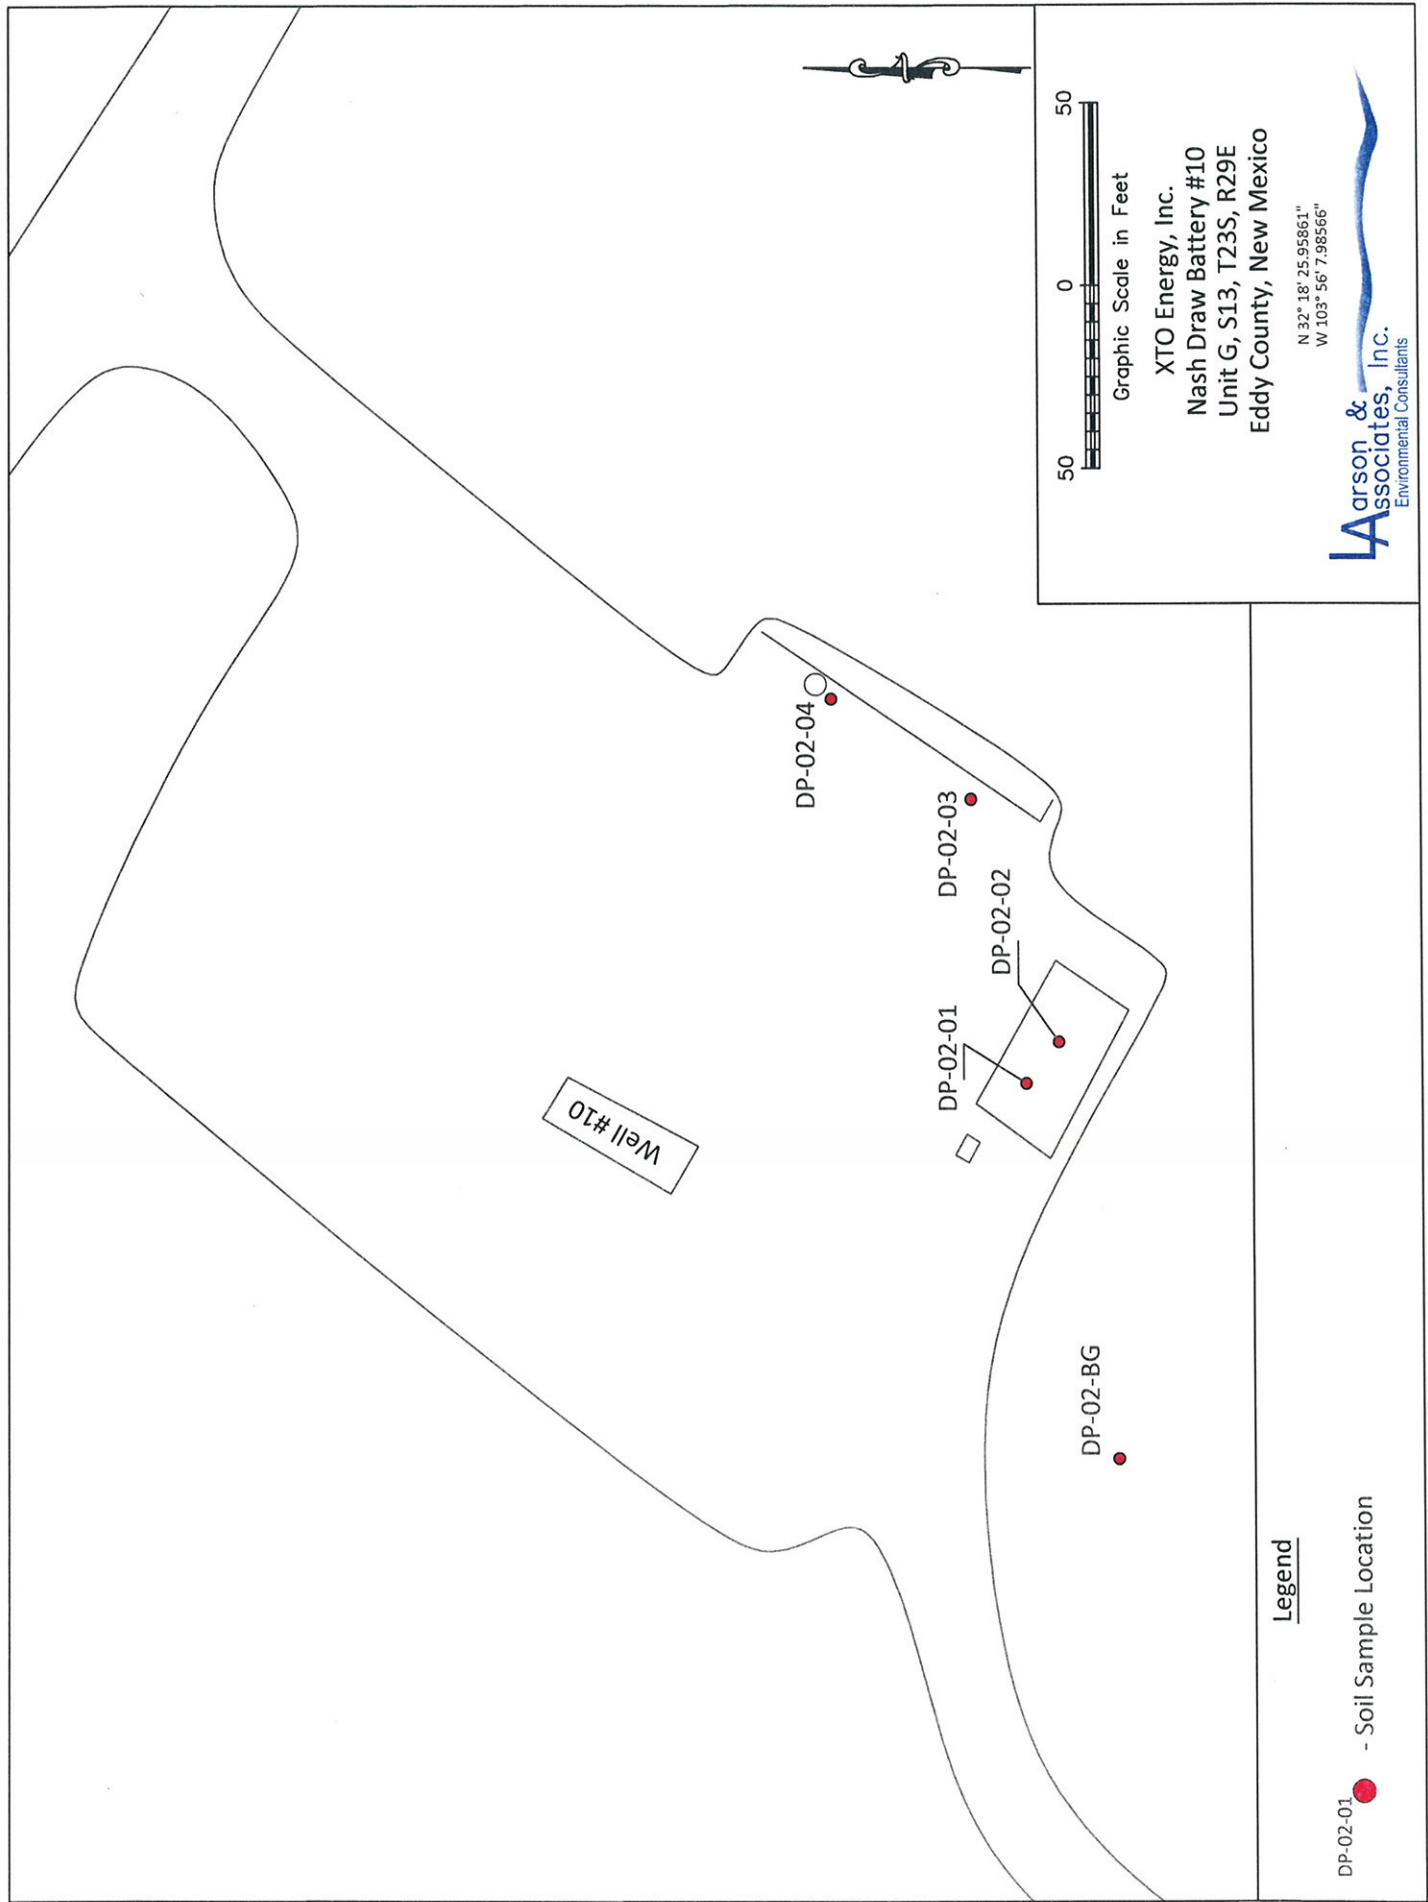 Well #10
DP-02-04
DP-02-03
DP-02-02
DP-02-01
DP-02-BG
Legend
DP-02-01
- Soil Sample Location
50 0 50
Graphic Scale in Feet
XTO Energy, Inc.
Nash Draw Battery #10
Unit G, S13, T23S, R29E
Eddy County, New Mexico
N 32° 18' 25.95861"
W 103° 56' 7.98566"
Larson &
Associates, Inc.
Environmental Consultants